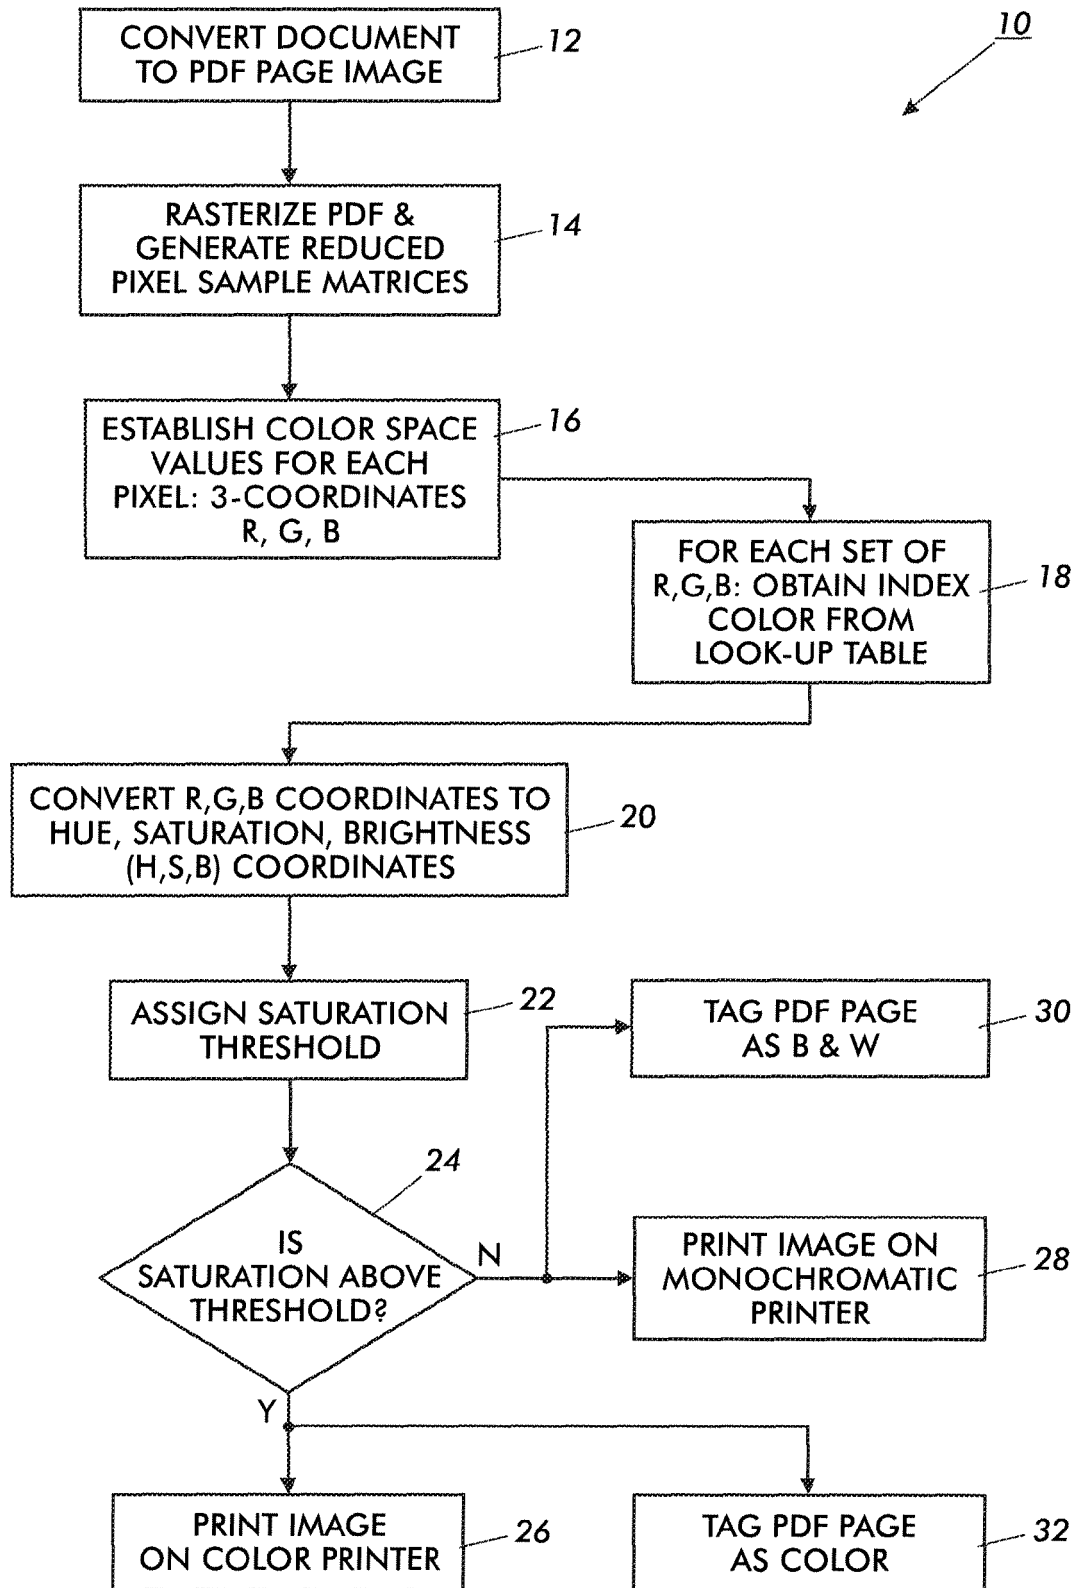 10
CONVERT DOCUMENT
TO PDF PAGE IMAGE
12
RASTERIZE PDF &
GENERATE REDUCED
PIXEL SAMPLE MATRICES
14
ESTABLISH COLOR SPACE
VALUES FOR EACH
PIXEL: 3-COORDINATES
R, G, B
16
FOR EACH SET OF
R,G,B: OBTAIN INDEX
COLOR FROM
LOOK-UP TABLE
18
CONVERT R,G,B COORDINATES TO
HUE, SATURATION, BRIGHTNESS
(H,S,B) COORDINATES
20
ASSIGN SATURATION
THRESHOLD
22
TAG PDF PAGE
AS B & W
30
24
IS
SATURATION ABOVE
THRESHOLD?
N
PRINT IMAGE ON
MONOCHROMATIC
PRINTER
28
Y
PRINT IMAGE
ON COLOR PRINTER
26
TAG PDF PAGE
AS COLOR
32